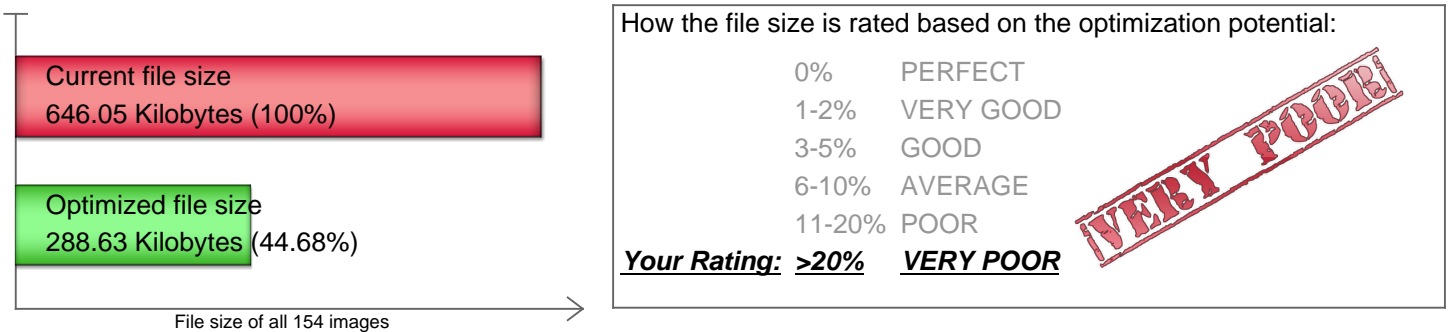 Current file size
646.05 Kilobytes (100%)
Optimized file size
288.63 Kilobytes (44.68%)
File size of all 154 images
How the file size is rated based on the optimization potential:
0% PERFECT
1-2% VERY GOOD
3-5% GOOD
6-10% AVERAGE
11-20% POOR
Your Rating: >20% VERY POOR
VERY POOR